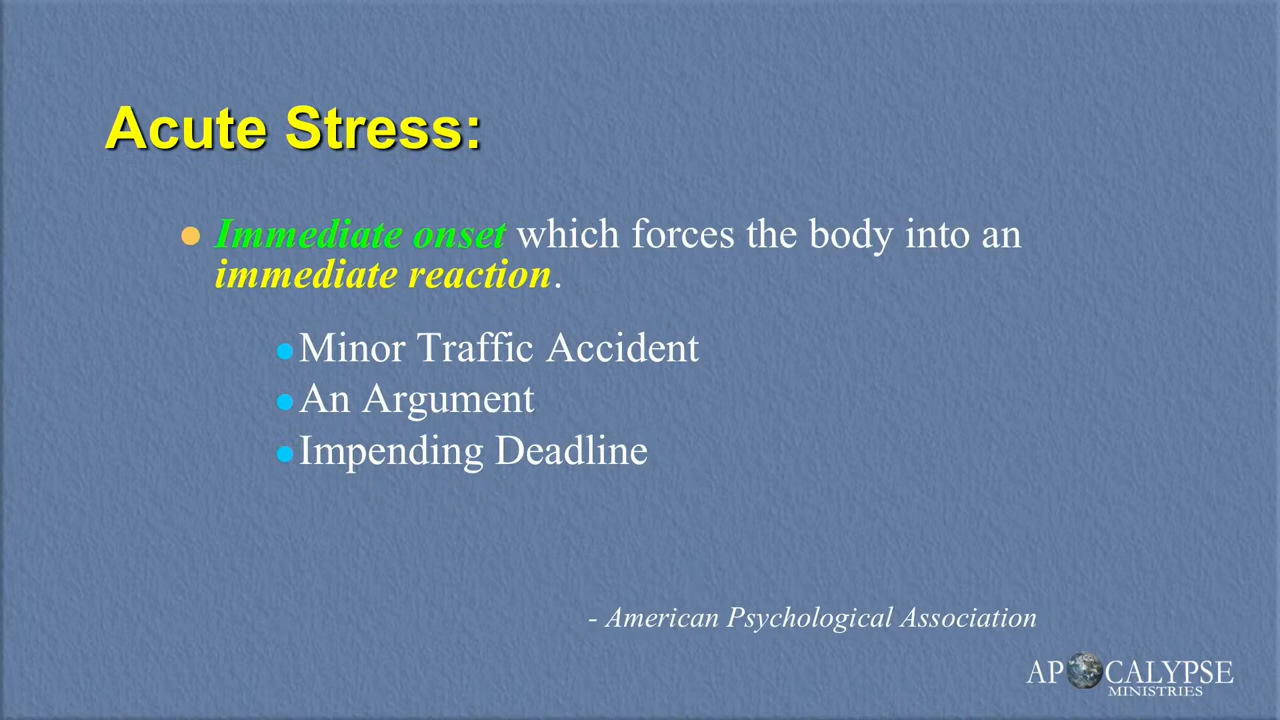 Acute Stress:
Immediate onset which forces the body into an
immediate reaction.
Minor Traffic Accident
An Argument
Impending Deadline
- American Psychological Association
APOCALYPSE
MINISTRIES